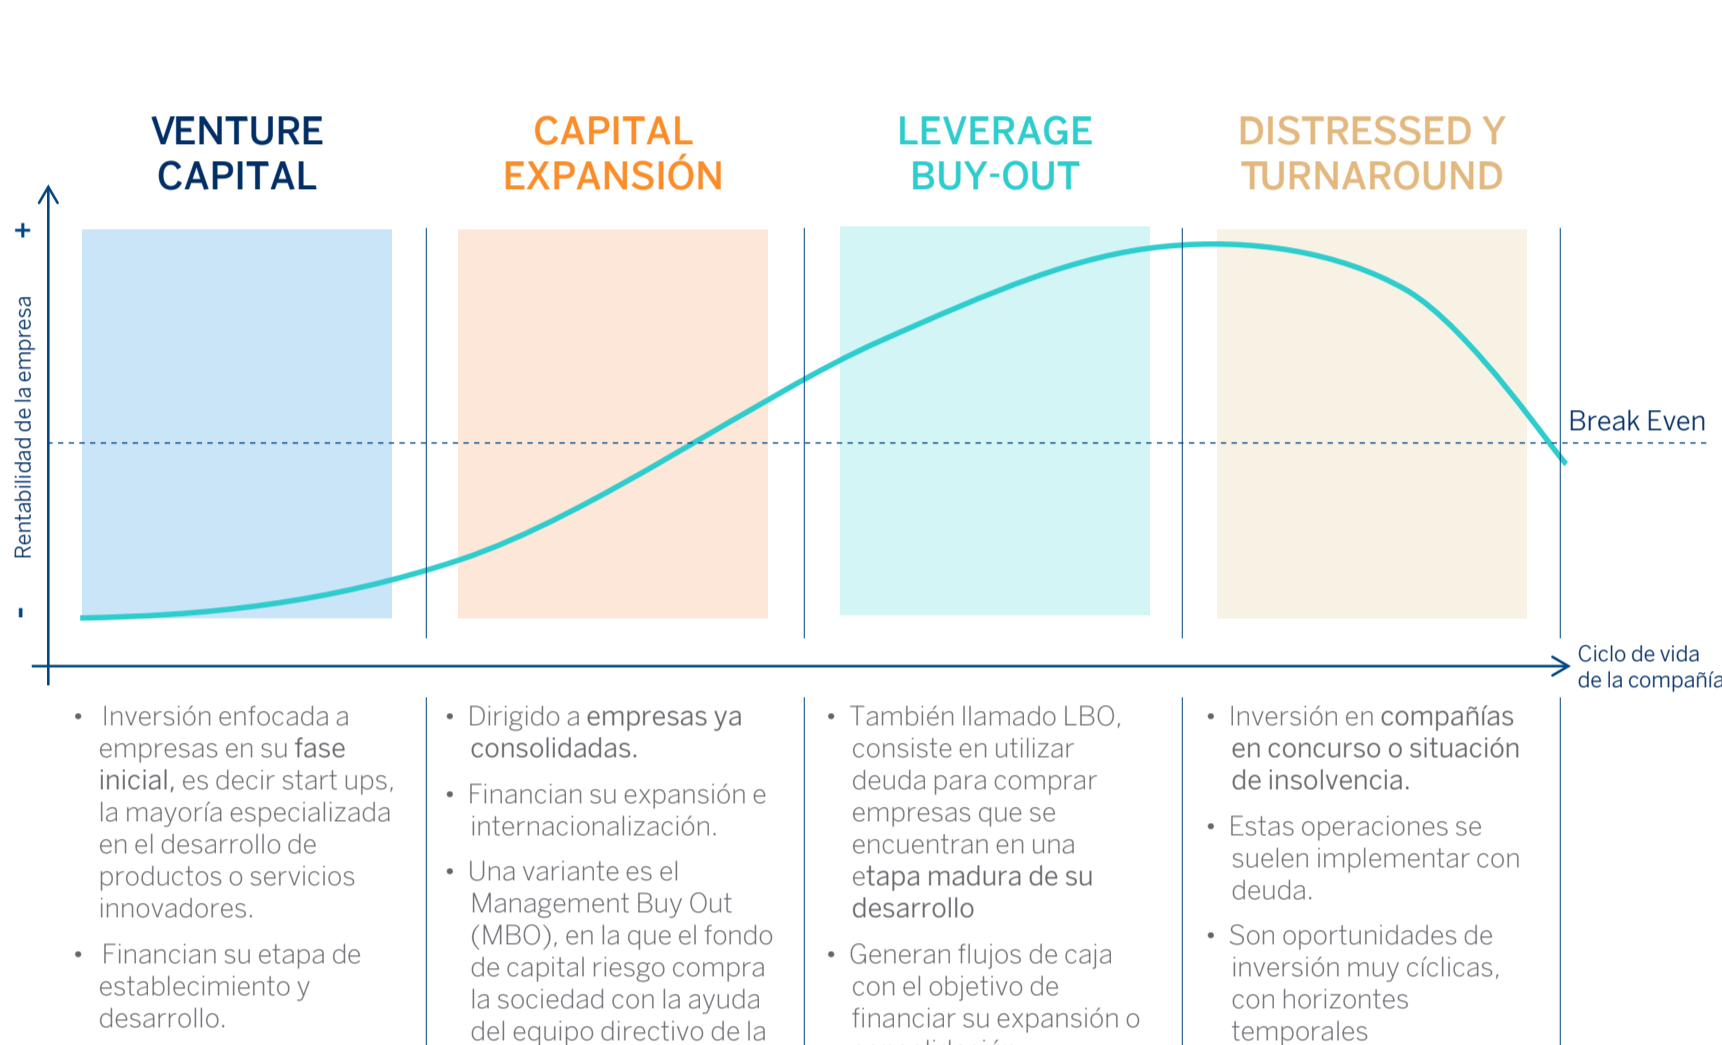 VENTURE
CAPITAL
CAPITAL
EXPANSIÓN
LEVERAGE
BUY-OUT
DISTRESSED Y
TURNAROUND
+
Rentabilidad de la empresa
-
Break Even
Ciclo de vida
de la compañía
• Inversión enfocada a
empresas en su fase
inicial, es decir start ups,
la mayoría especializada
en el desarrollo de
productos o servicios
innovadores.
• Financian su etapa de
establecimiento y
desarrollo.
• Dirigido a empresas ya
consolidadas.
• Financian su expansión e
internacionalización.
• Una variante es el
Management Buy Out
(MBO), en la que el fondo
de capital riesgo compra
la sociedad con la ayuda
del equipo directivo de la
• También llamado LBO,
consiste en utilizar
deuda para comprar
empresas que se
encuentran en una
etapa madura de su
desarrollo
• Generan flujos de caja
con el objetivo de
financiar su expansión o
• Inversión en compañías
en concurso o situación
de insolvencia.
• Estas operaciones se
suelen implementar con
deuda.
• Son oportunidades de
inversión muy cíclicas,
con horizontes
temporales